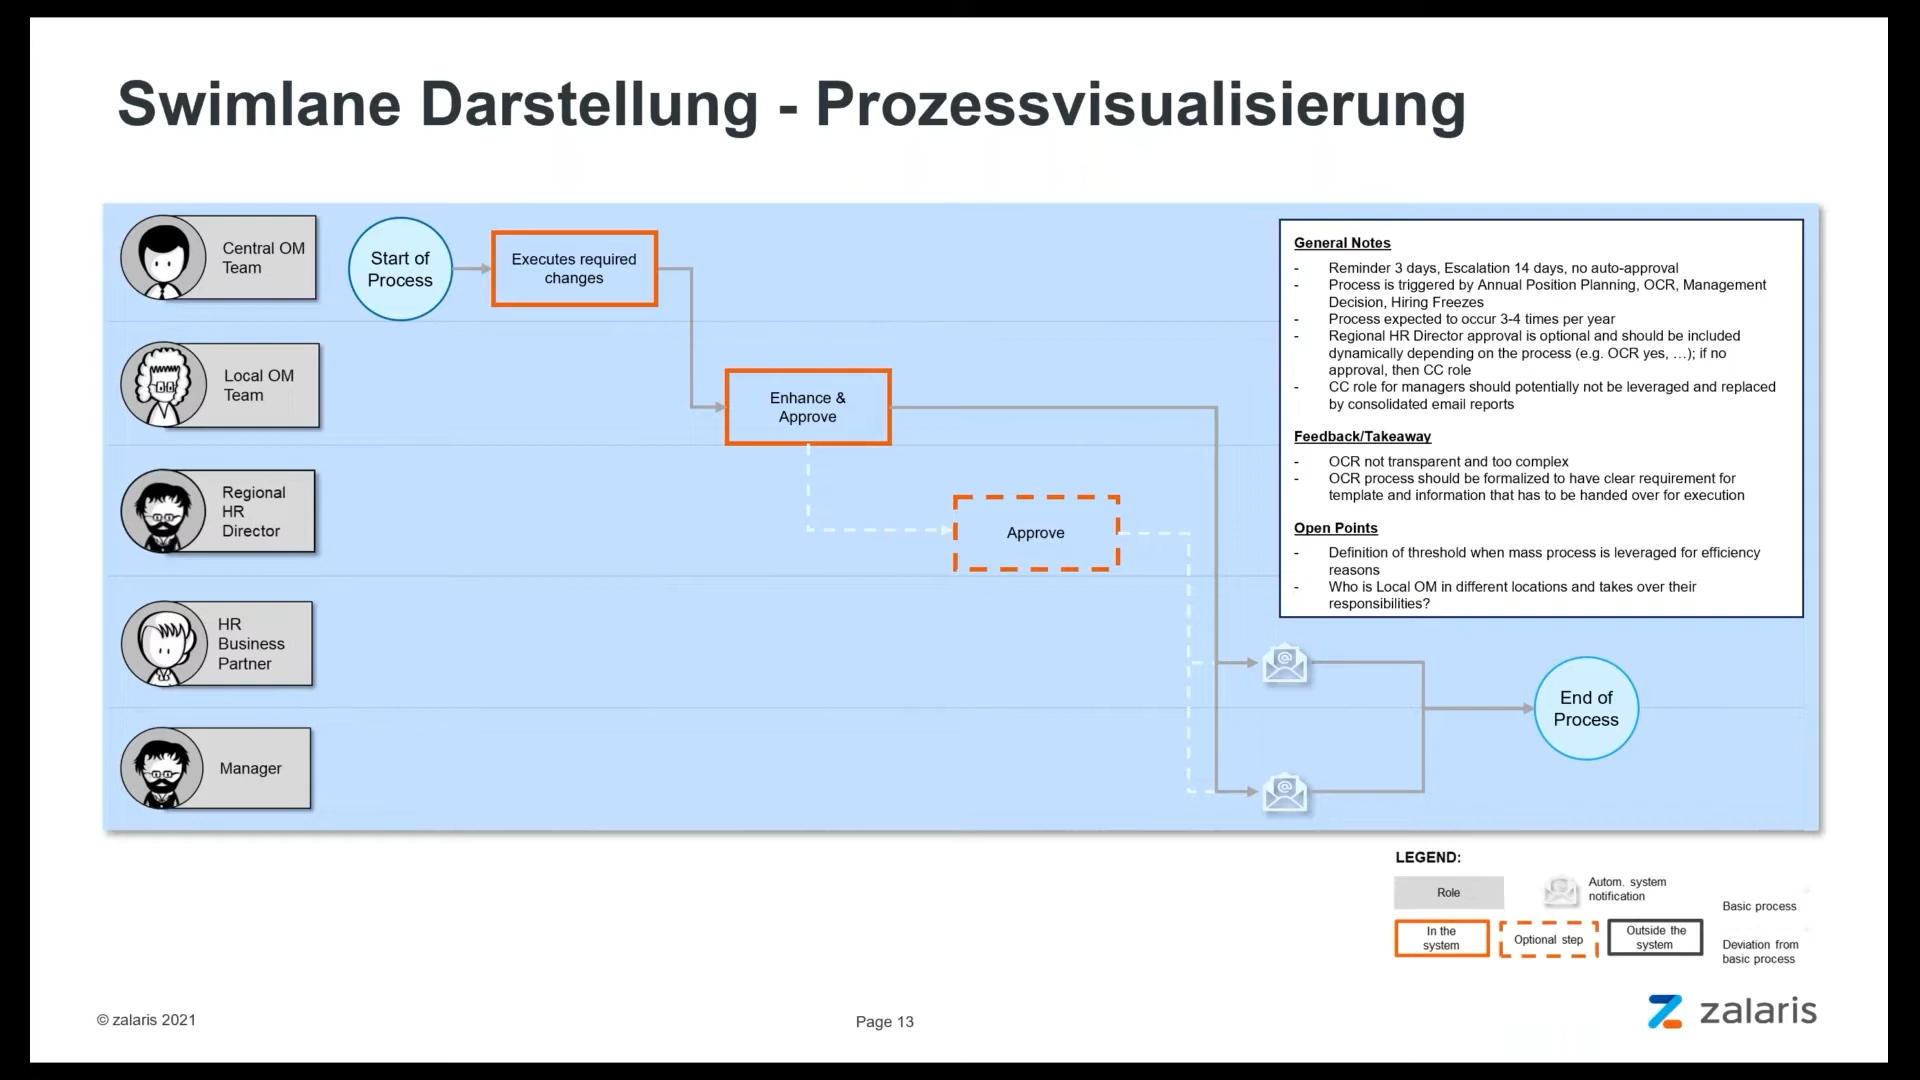 Swimlane Darstellung - Prozessvisualisierung
Central OM
Team
Start of
Process
Executes required
changes
Local OM
Team
Enhance &
Approve
Regional
HR
Director
Approve
HR
Business
Partner
Manager
General Notes
- Reminder 3 days, Escalation 14 days, no auto-approval
- Process is triggered by Annual Position Planning, OCR, Management
Decision, Hiring Freezes
- Process expected to occur 3-4 times per year
- Regional HR Director approval is optional and should be included
dynamically depending on the process (e.g. OCR yes, …); if no
approval, then CC role
- CC role for managers should potentially not be leveraged and replaced
by consolidated email reports
Feedback/Takeaway
- OCR not transparent and too complex
- OCR process should be formalized to have clear requirement for
template and information that has to be handed over for execution
Open Points
- Definition of threshold when mass process is leveraged for efficiency
reasons
- Who is Local OM in different locations and takes over their
responsibilities?
@
@
End of
Process
LEGEND:
Role
Autom. system
notification
Basic process
In the
system
Optional step
Outside the
system
Deviation from
basic process
© zalaris 2021
Page 13
zalaris